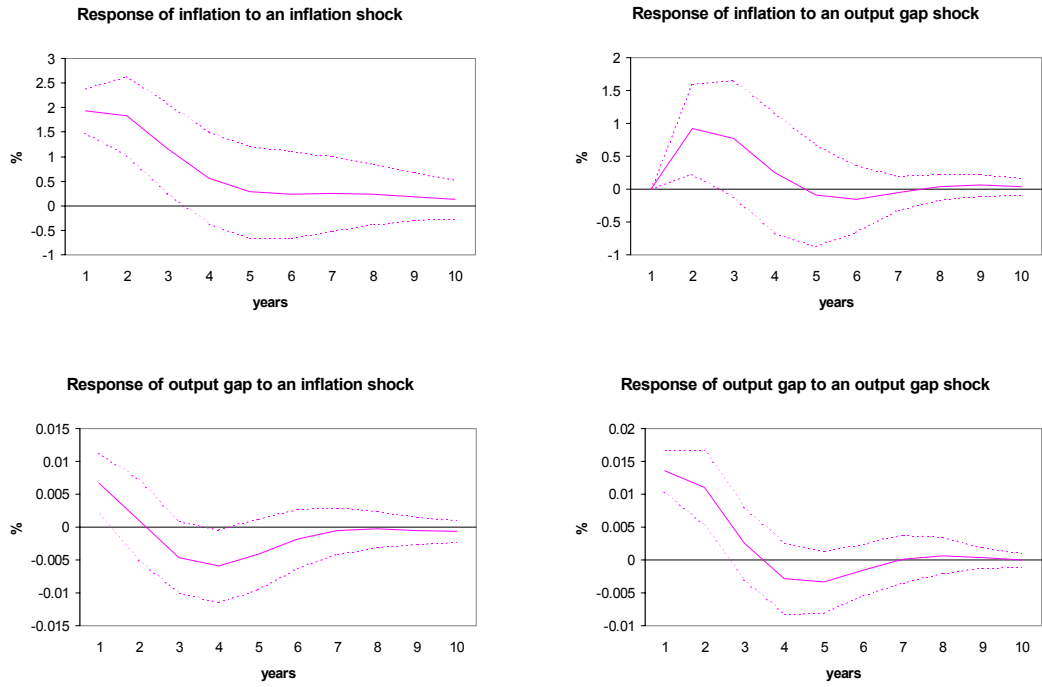 Response of inflation to an inflation shock
3
2.5
2
1.5
1
0.5
0
-0.5
-1
%
1 2 3 4 5 6 7 8 9 10
years
Response of inflation to an output gap shock
2
1.5
1
0.5
0
-0.5
-1
%
1 2 3 4 5 6 7 8 9 10
years
Response of output gap to an inflation shock
0.015
0.01
0.005
0
-0.005
-0.01
-0.015
%
1 2 3 4 5 6 7 8 9 10
years
Response of output gap to an output gap shock
0.02
0.015
0.01
0.005
0
-0.005
-0.01
%
1 2 3 4 5 6 7 8 9 10
years